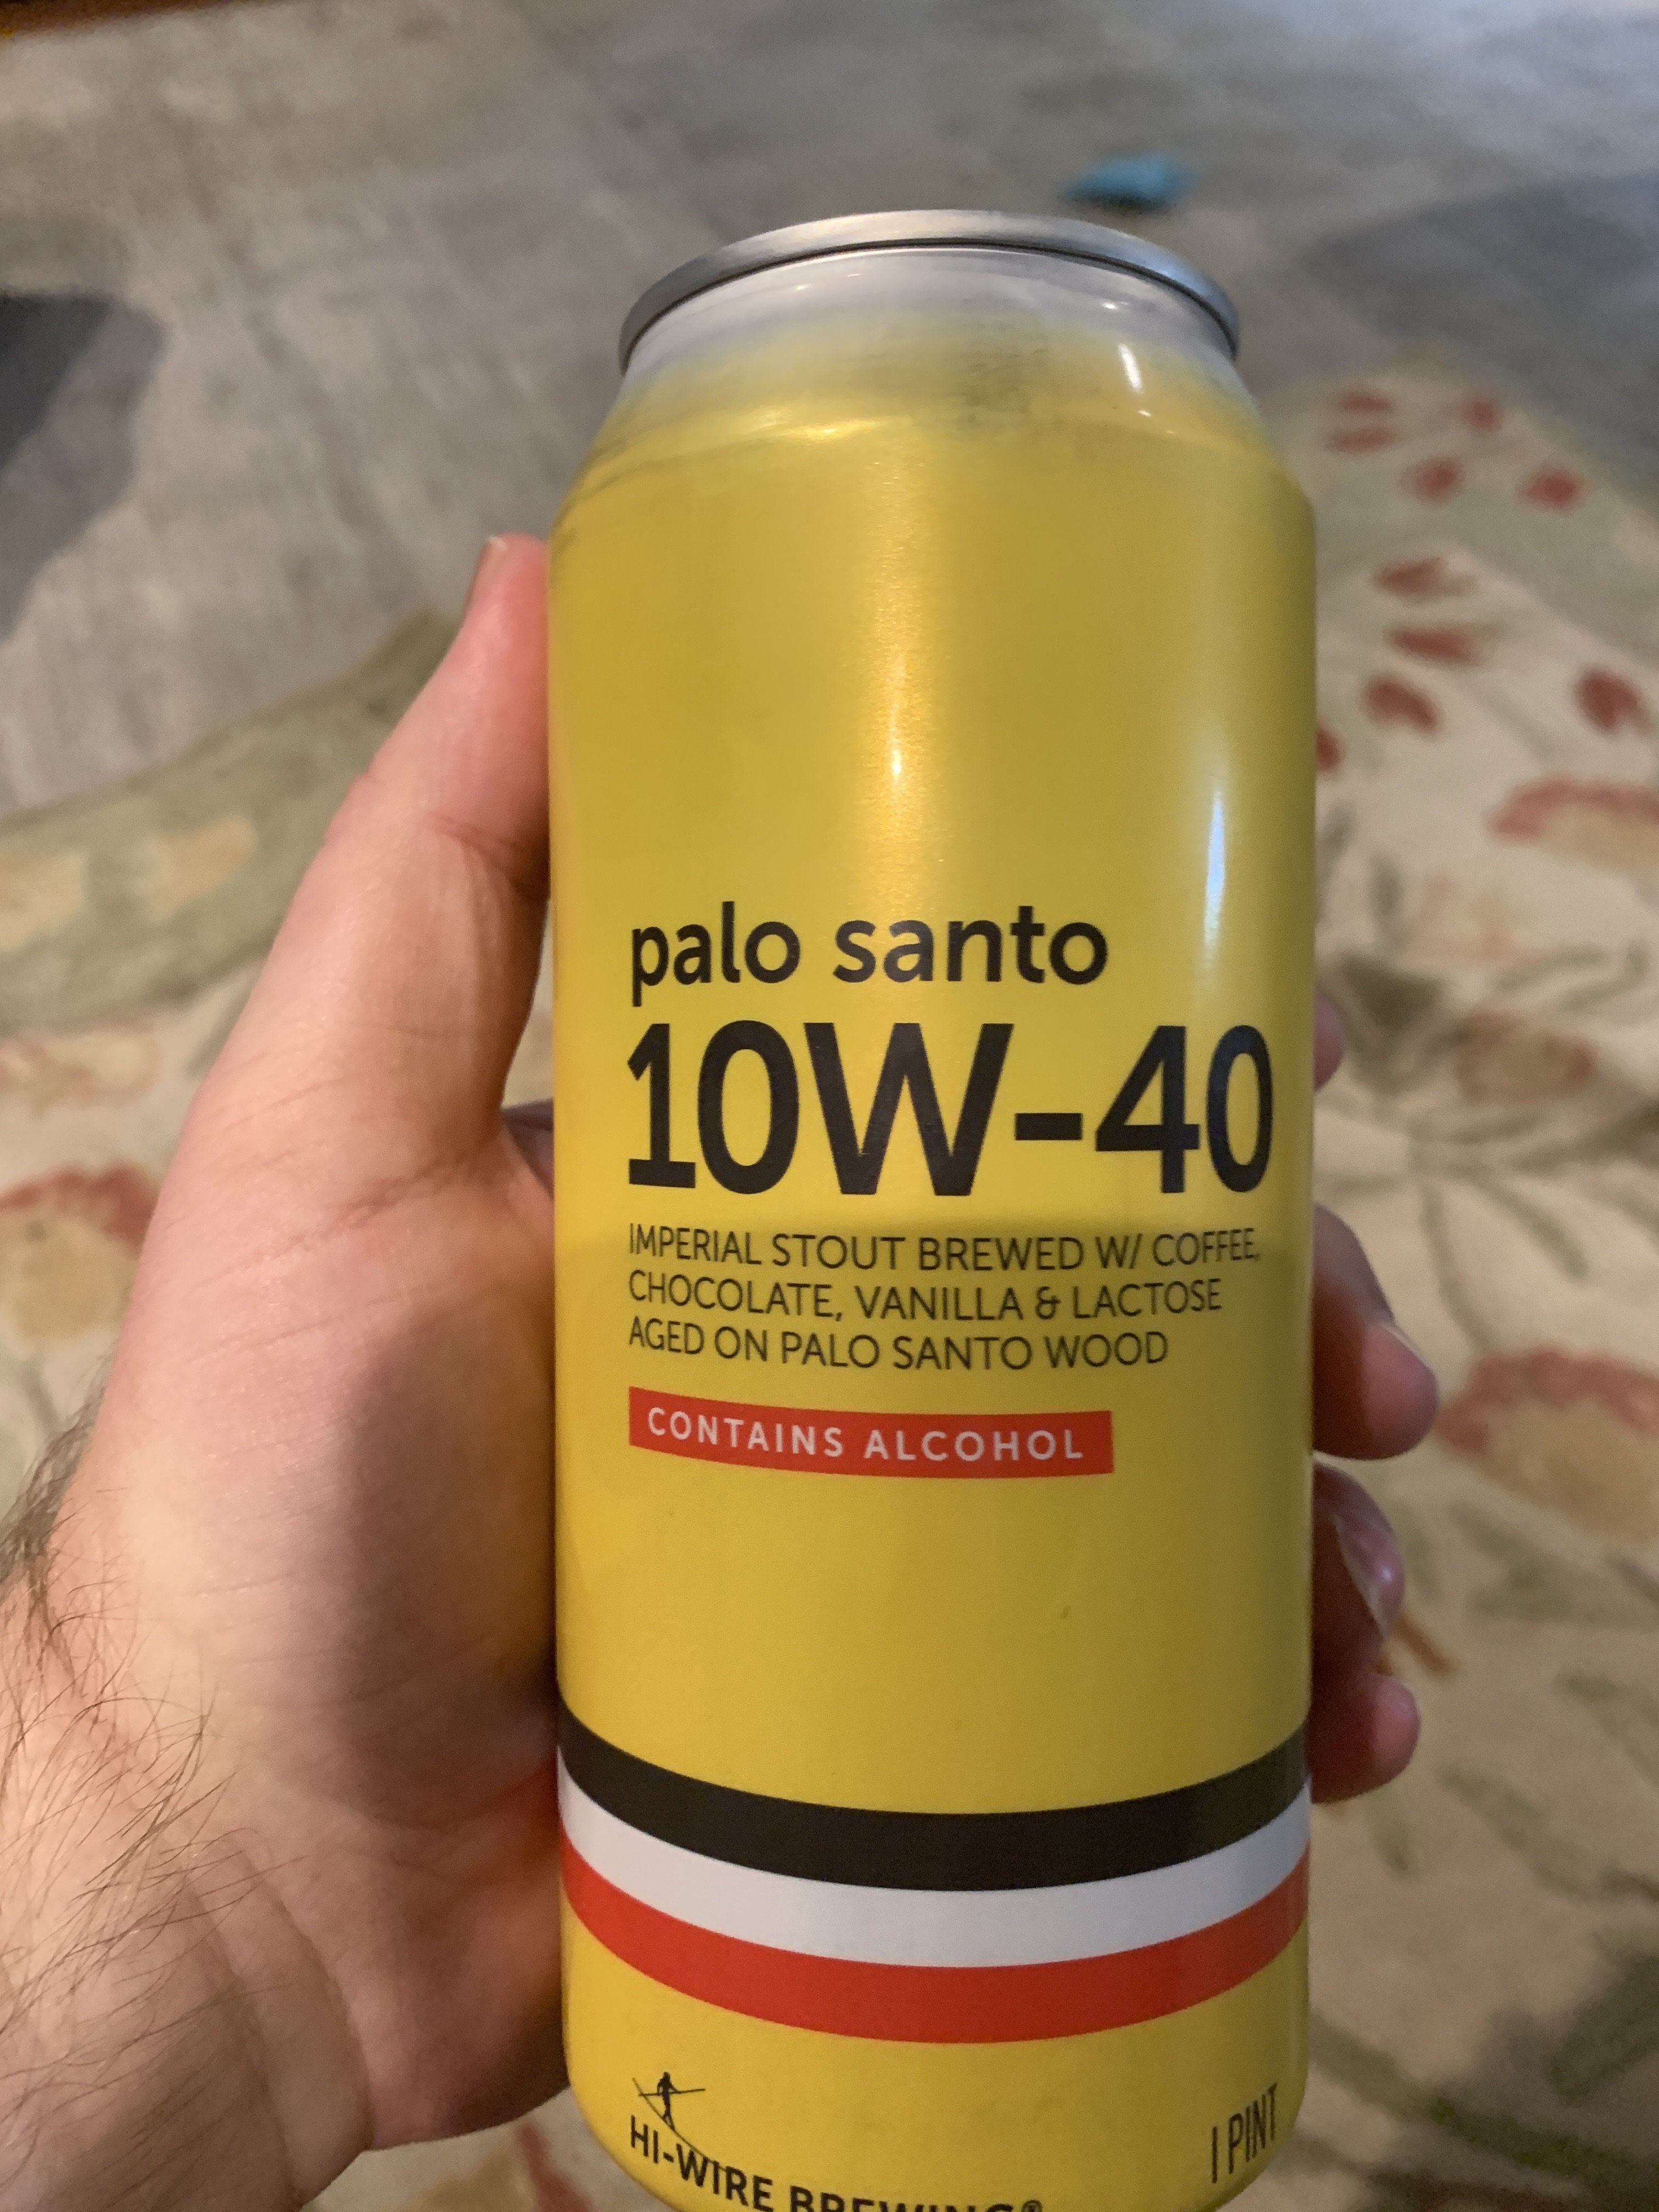 palo santo
10W-40
IMPERIAL STOUT BREWED W/ COFFEE,
CHOCOLATE, VANILLA & LACTOSE
AGED ON PALO SANTO WOOD
CONTAINS ALCOHOL
HI-WIRE BREWING®
1 PINT